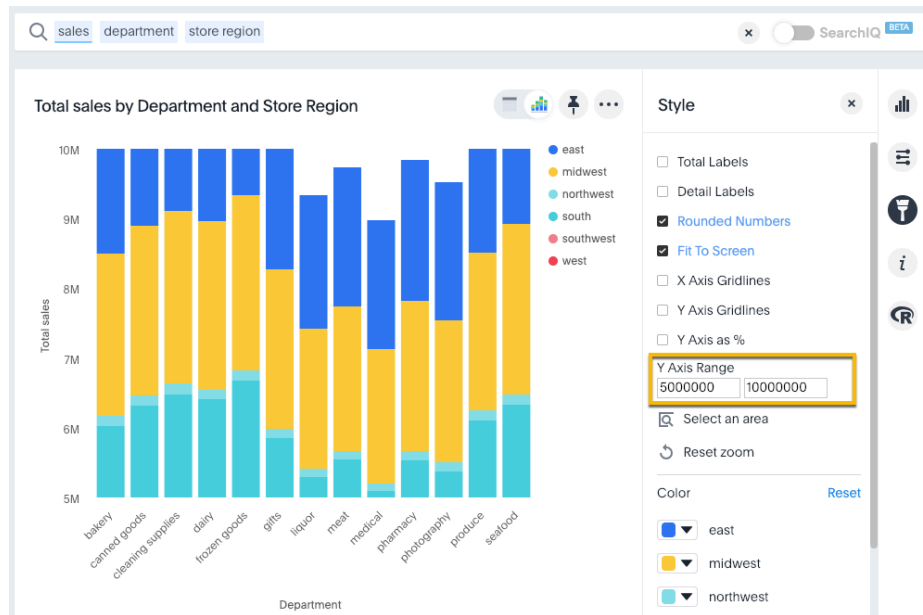 sales department store region
SearchIQ BETA
Total sales by Department and Store Region
10M
9M
8M
7M
6M
5M
Total sales
bakery
canned goods
cleaning supplies
dairy
frozen goods
gifts
liquor
meat
medical
pharmacy
photography
produce
seafood
Department
east
midwest
northwest
south
southwest
west
Style
Total Labels
Detail Labels
Rounded Numbers
Fit To Screen
X Axis Gridlines
Y Axis Gridlines
Y Axis as %
Y Axis Range
5000000 10000000
Select an area
Reset zoom
Color Reset
east
midwest
northwest
i
R